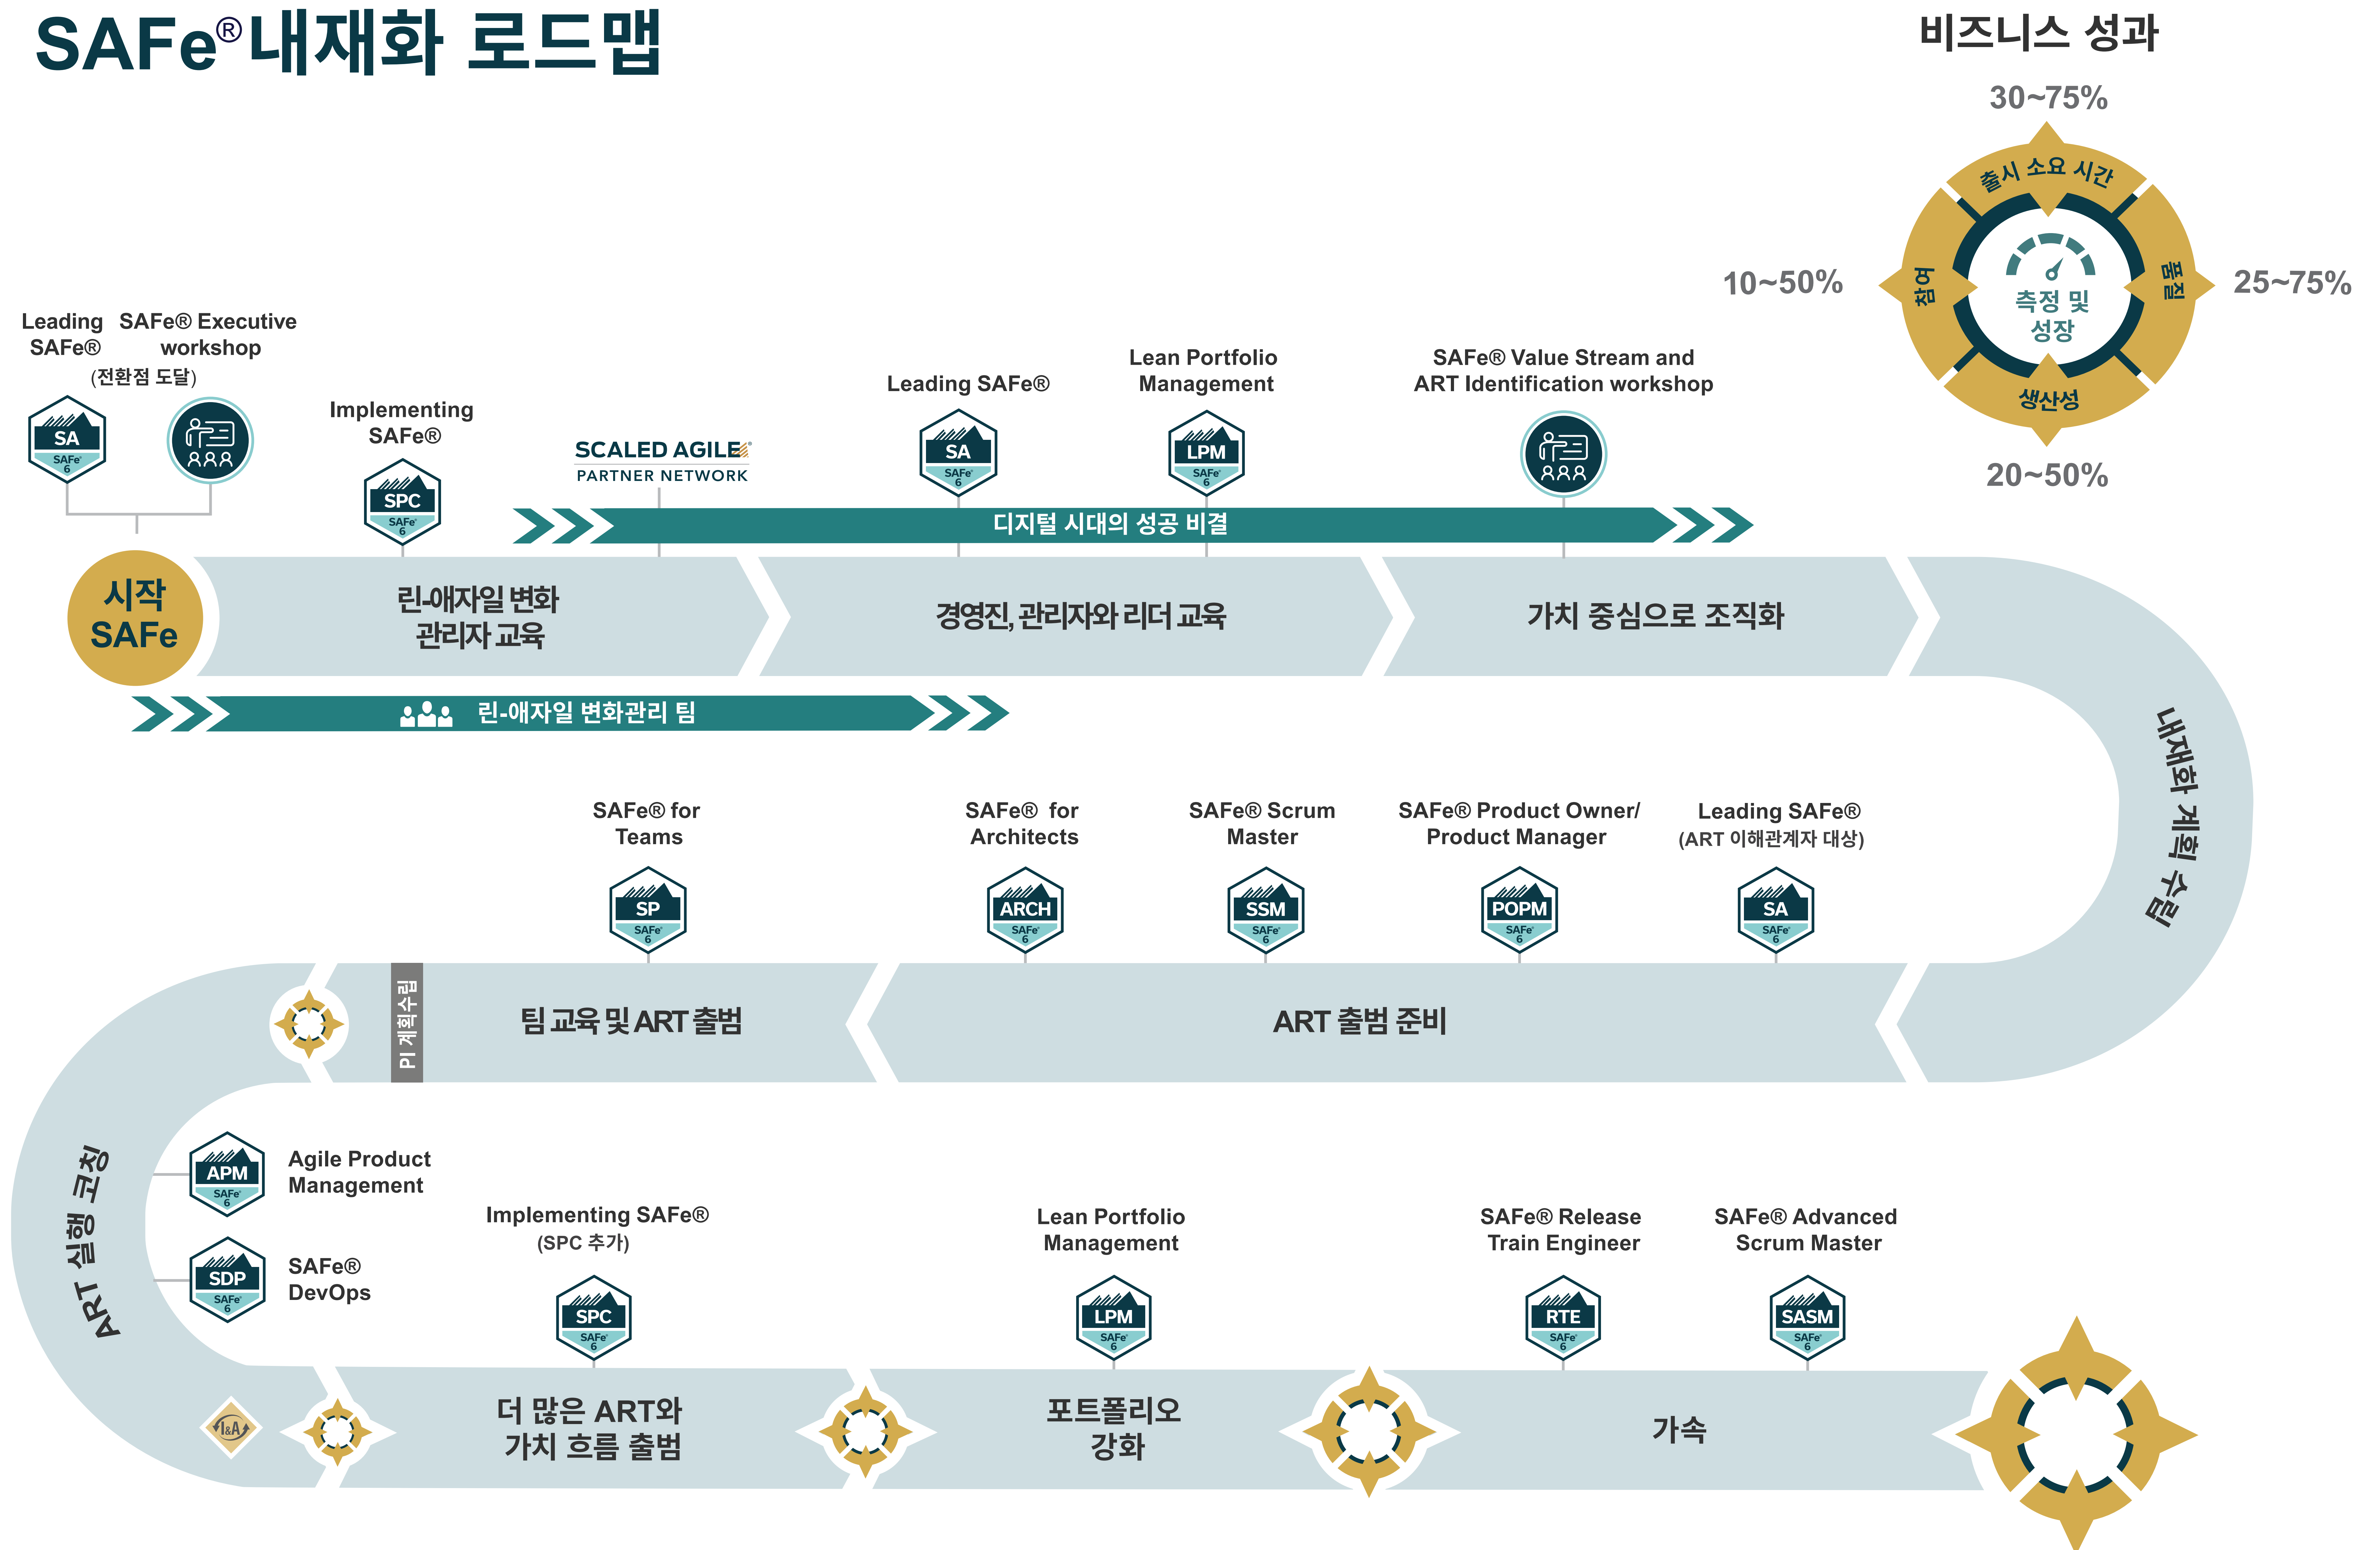 SAFe® 내재화 로드맵
비즈니스 성과
30~75%
출시 소요 시간
10~50%
참여
품질
25~75%
측정 및
성장
생산성
20~50%
Leading
SAFe®
SAFe® Executive
workshop
(전환점 도달)
SA
SAFe®
6
Implementing
SAFe®
SPC
SAFe®
6
SCALED AGILE®
PARTNER NETWORK
Leading SAFe®
SA
SAFe®
6
Lean Portfolio
Management
LPM
SAFe®
6
SAFe® Value Stream and
ART Identification workshop
디지털 시대의 성공 비결
시작
SAFe
린-애자일 변화
관리자 교육
경영진, 관리자와 리더 교육
가치 중심으로 조직화
린-애자일 변화관리 팀
내재화 계획 수립
SAFe® for
Teams
SP
SAFe®
6
SAFe® for
Architects
ARCH
SAFe®
6
SAFe® Scrum
Master
SSM
SAFe®
6
SAFe® Product Owner/
Product Manager
POPM
SAFe®
6
Leading SAFe®
(ART 이해관계자 대상)
SA
SAFe®
6
PI 계획수립
팀 교육 및 ART 출범
ART 출범 준비
ART 실행 코칭
APM
SAFe®
6
Agile Product
Management
SDP
SAFe®
6
SAFe®
DevOps
Implementing SAFe®
(SPC 추가)
SPC
SAFe®
6
Lean Portfolio
Management
LPM
SAFe®
6
SAFe® Release
Train Engineer
RTE
SAFe®
6
SAFe® Advanced
Scrum Master
SASM
SAFe®
6
I&A
더 많은 ART와
가치 흐름 출범
포트폴리오
강화
가속